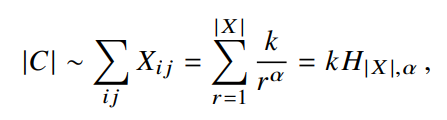 |C| ∼ ∑_{ij} X_{ij} = ∑_{r=1}^{|X|} k/r^α = kH_{|X|,α} ,